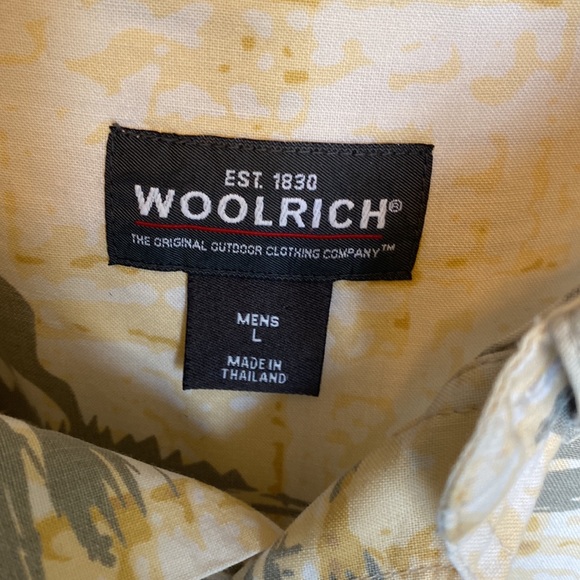 EST. 1830
WOOLRICH®
THE ORIGINAL OUTDOOR CLOTHING COMPANY™
MENS
L
MADE IN
THAILAND